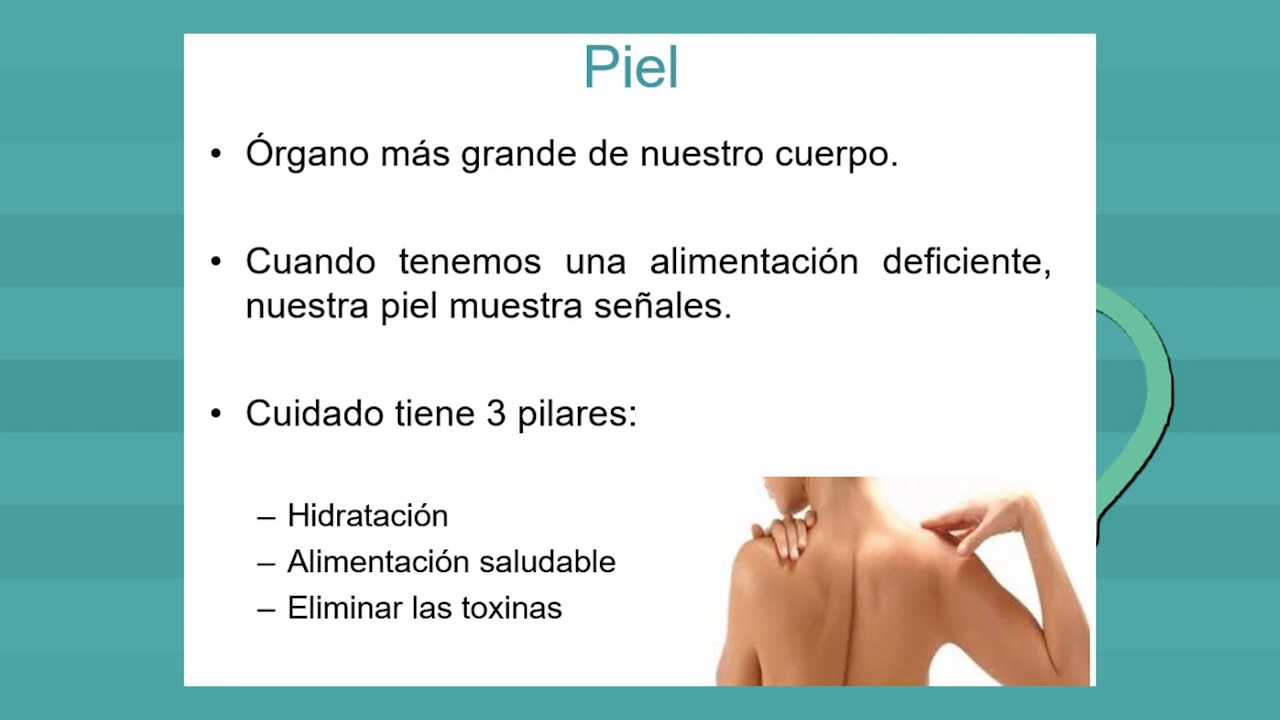 Piel
• Órgano más grande de nuestro cuerpo.
• Cuando tenemos una alimentación deficiente,
nuestra piel muestra señales.
• Cuidado tiene 3 pilares:
– Hidratación
– Alimentación saludable
– Eliminar las toxinas